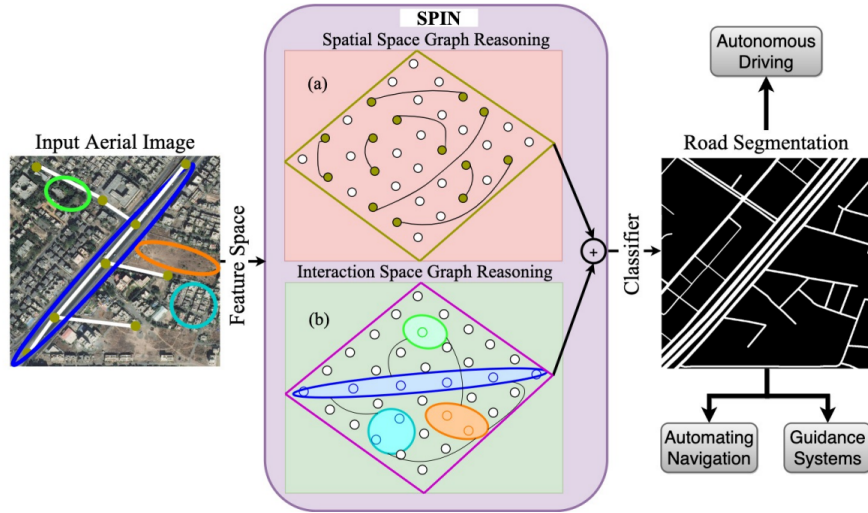 SPIN
Spatial Space Graph Reasoning
(a)
Input Aerial Image
Feature Space
Interaction Space Graph Reasoning
(b)
+
Classifier
Autonomous
Driving
Road Segmentation
Automating
Navigation
Guidance
Systems